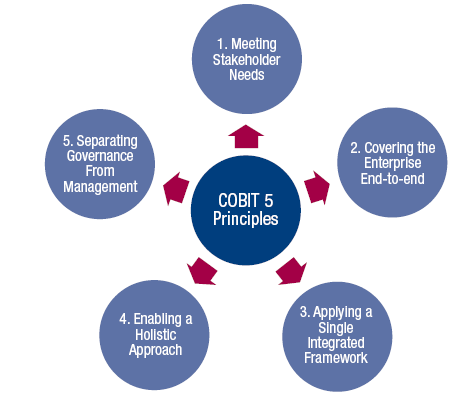 1. Meeting
Stakeholder
Needs
2. Covering the
Enterprise
End-to-end
3. Applying a
Single
Integrated
Framework
4. Enabling a
Holistic
Approach
5. Separating
Governance
From
Management
COBIT 5
Principles